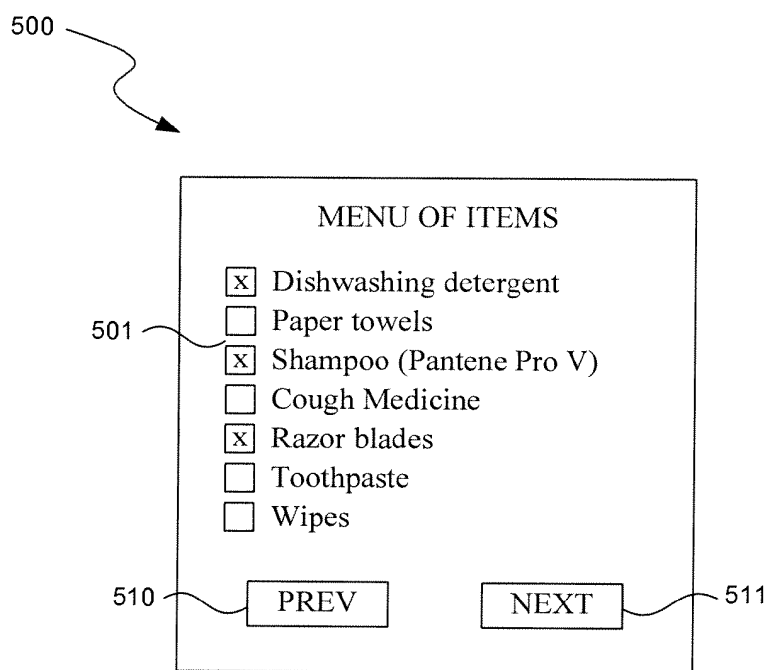 500
MENU OF ITEMS
x Dishwashing detergent
Paper towels
501
x Shampoo (Pantene Pro V)
Cough Medicine
x Razor blades
Toothpaste
Wipes
510 PREV NEXT 511